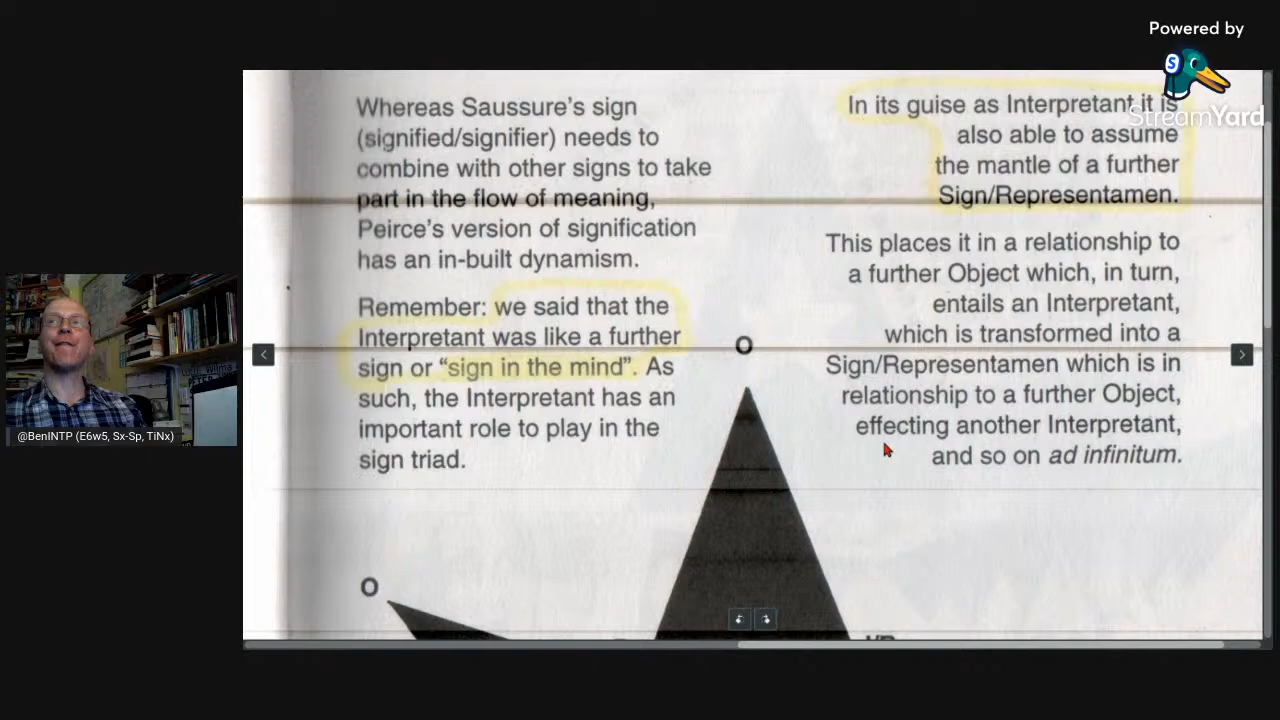 Powered by
StreamYard
Whereas Saussure's sign
(signified/signifier) needs to
combine with other signs to take
part in the flow of meaning,
Peirce's version of signification
has an in-built dynamism.
Remember: we said that the
Interpretant was like a further
sign or "sign in the mind". As
such, the Interpretant has an
important role to play in the
sign triad.
In its guise as Interpretant it is
also able to assume
the mantle of a further
Sign/Representamen.
This places it in a relationship to
a further Object which, in turn,
entails an Interpretant,
which is transformed into a
Sign/Representamen which is in
relationship to a further Object,
effecting another Interpretant,
and so on ad infinitum.
O
O
@BenINTP (E6w5, Sx-Sp, TiNx)